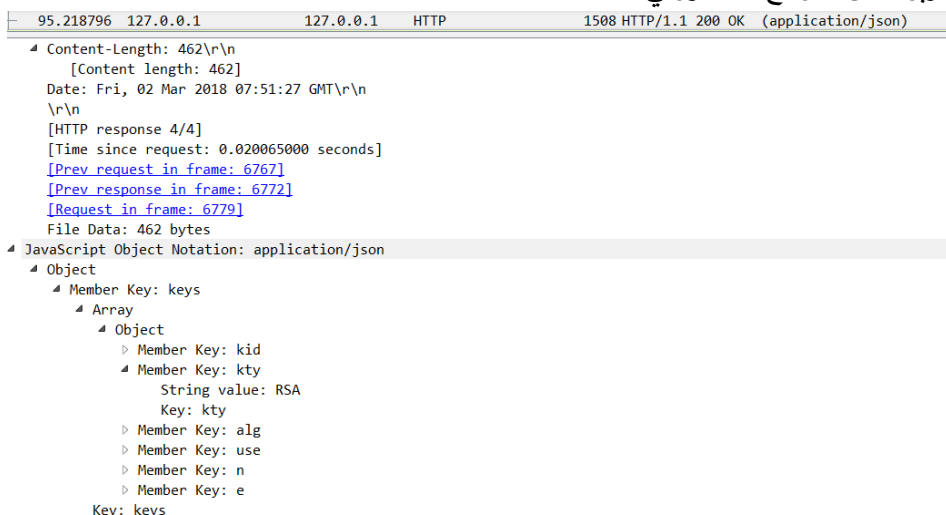 95.218796 127.0.0.1 127.0.0.1 HTTP 1508 HTTP/1.1 200 OK (application/json)
Content-Length: 462\r\n
[Content length: 462]
Date: Fri, 02 Mar 2018 07:51:27 GMT\r\n
\r\n
[HTTP response 4/4]
[Time since request: 0.020065000 seconds]
[Prev request in frame: 6767]
[Prev response in frame: 6772]
[Request in frame: 6779]
File Data: 462 bytes
JavaScript Object Notation: application/json
Object
Member Key: keys
Array
Object
Member Key: kid
Member Key: kty
String value: RSA
Key: kty
Member Key: alg
Member Key: use
Member Key: n
Member Key: e
Key: keys